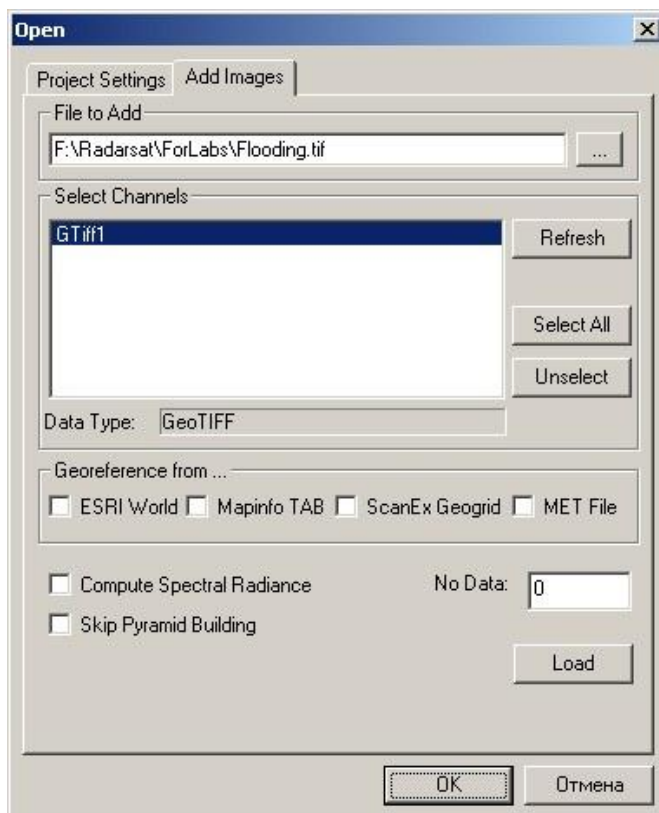 Open
Project Settings Add Images
File to Add
F:\Radarsat\ForLabs\Flooding.tif ...
Select Channels
GTiff1
Refresh
Select All
Unselect
Data Type: GeoTIFF
Georeference from ...
ESRI World Mapinfo TAB ScanEx Geogrid MET File
Compute Spectral Radiance No Data: 0
Skip Pyramid Building
Load
OK Отмена